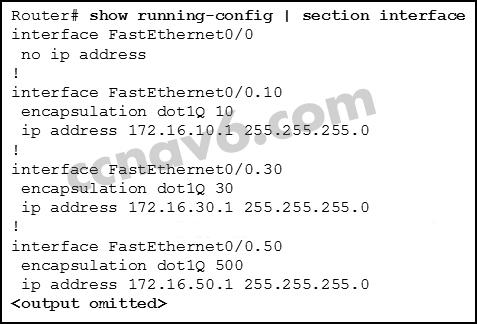 Router# show running-config | section interface
interface FastEthernet0/0
 no ip address
!
interface FastEthernet0/0.10
 encapsulation dot1Q 10
 ip address 172.16.10.1 255.255.255.0
!
interface FastEthernet0/0.30
 encapsulation dot1Q 30
 ip address 172.16.30.1 255.255.255.0
!
interface FastEthernet0/0.50
 encapsulation dot1Q 500
 ip address 172.16.50.1 255.255.255.0
<output omitted>
ccnav6.com